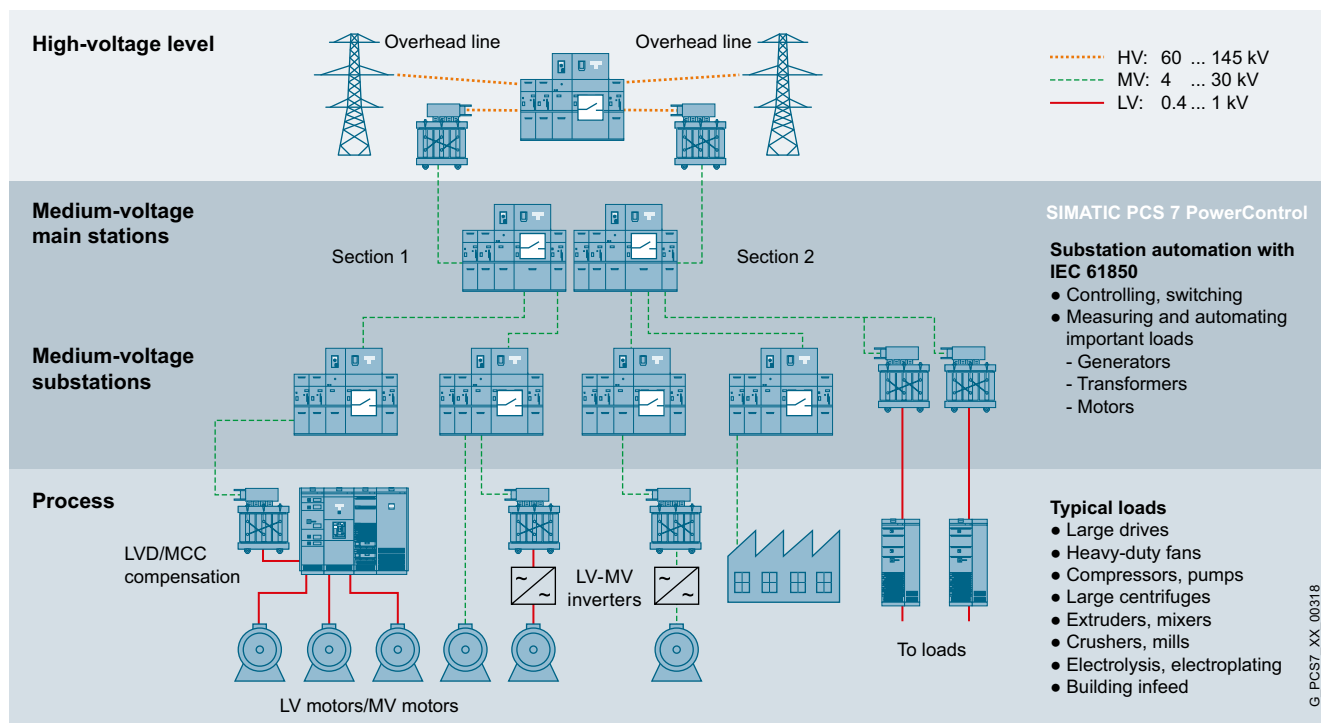 High-voltage level
Overhead line
Overhead line
HV: 60 ... 145 kV
MV: 4 ... 30 kV
LV: 0.4 ... 1 kV
Medium-voltage
main stations
Section 1
Section 2
SIMATIC PCS 7 PowerControl
Substation automation with
IEC 61850
● Controlling, switching
● Measuring and automating
important loads
- Generators
- Transformers
- Motors
Medium-voltage
substations
Process
LVD/MCC
compensation
LV-MV
inverters
LV motors/MV motors
To loads
Typical loads
● Large drives
● Heavy-duty fans
● Compressors, pumps
● Large centrifuges
● Extruders, mixers
● Crushers, mills
● Electrolysis, electroplating
● Building infeed
G_PCS7_XX_00318